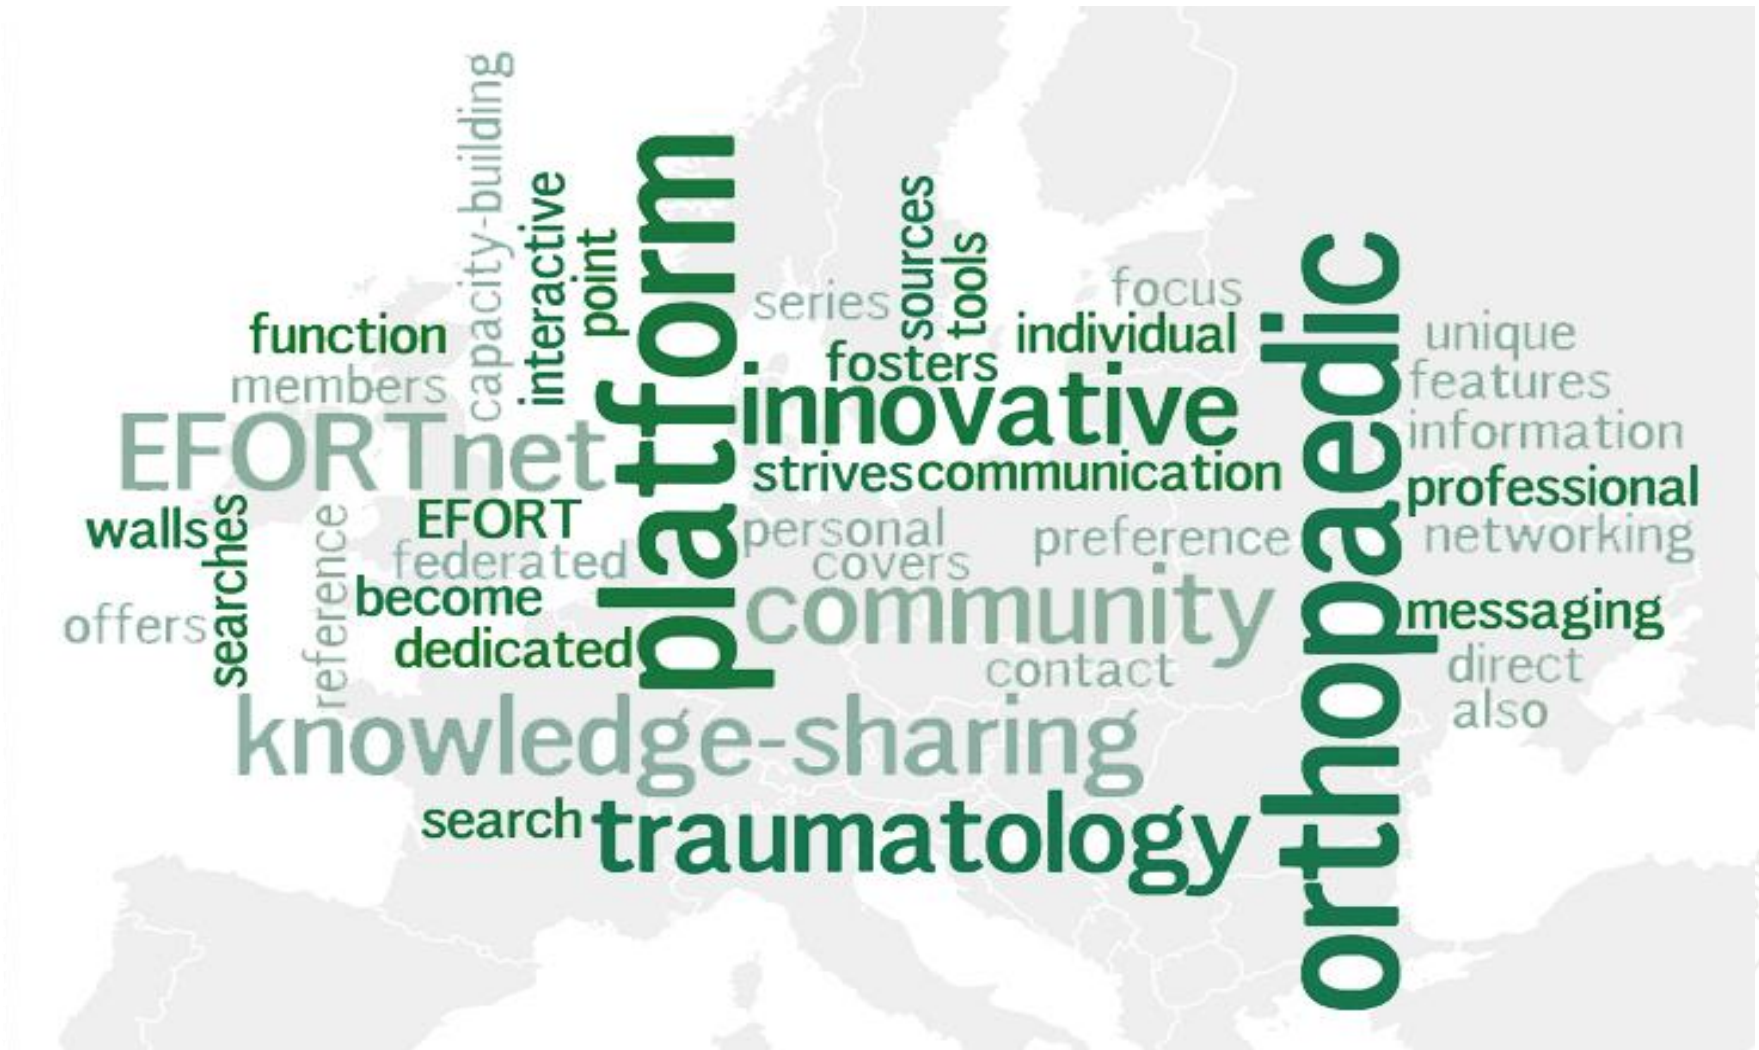 capacity-building
interactive
point
platform
sources
tools
series
focus
function
individual
orthopaedic
unique
fosters
members
innovative
features
EFORTnet
information
strives
communication
professional
walls
searches
reference
EFORT
personal
preference
networking
federated
covers
become
community
messaging
offers
dedicated
contact
direct
also
knowledge-sharing
search
traumatology